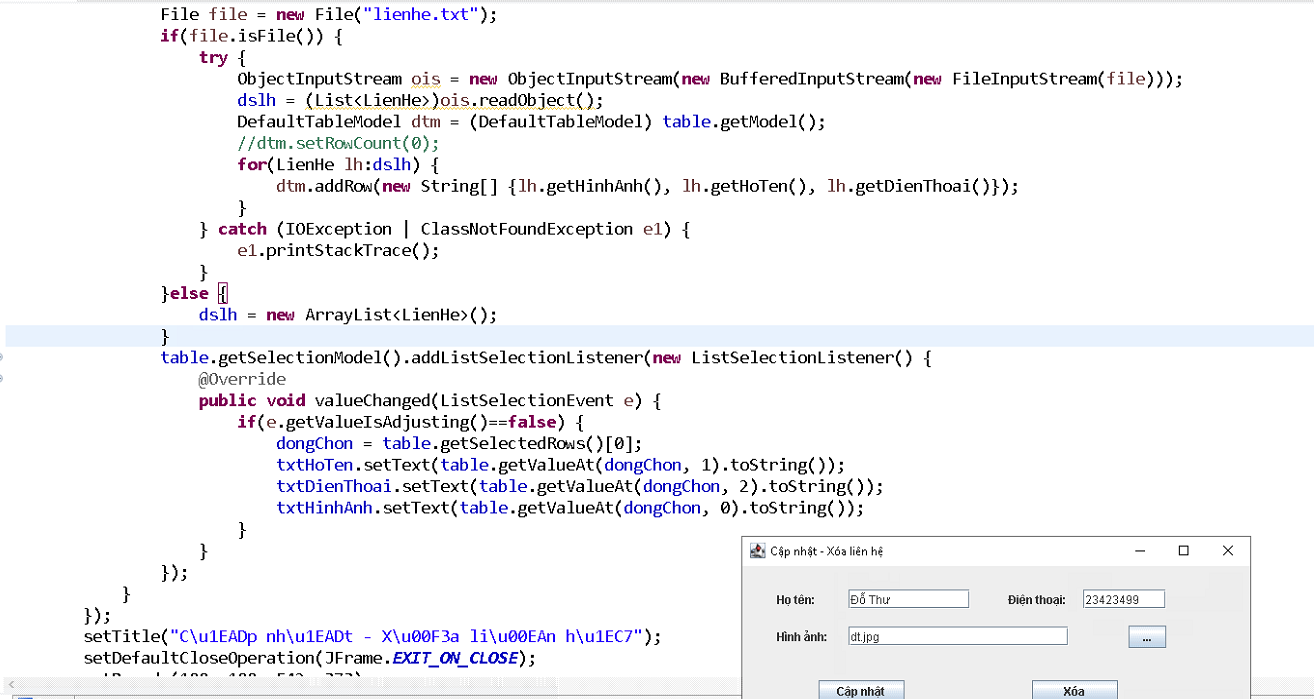 File file = new File("lienhe.txt");
if(file.isFile()) {
try {
ObjectInputStream ois = new ObjectInputStream(new BufferedInputStream(new FileInputStream(file)));
dslh = (List<LienHe>)ois.readObject();
DefaultTableModel dtm = (DefaultTableModel) table.getModel();
//dtm.setRowCount(0);
for(LienHe lh:dslh) {
dtm.addRow(new String[] {lh.getHinhAnh(), lh.getHoTen(), lh.getDienThoai()});
}
} catch (IOException | ClassNotFoundException e1) {
e1.printStackTrace();
}
}else {
dslh = new ArrayList<LienHe>();
}
table.getSelectionModel().addListSelectionListener(new ListSelectionListener() {
@Override
public void valueChanged(ListSelectionEvent e) {
if(e.getValueIsAdjusting()==false) {
dongChon = table.getSelectedRows()[0];
txtHoTen.setText(table.getValueAt(dongChon, 1).toString());
txtDienThoai.setText(table.getValueAt(dongChon, 2).toString());
txtHinhAnh.setText(table.getValueAt(dongChon, 0).toString());
}
}
});
}
});
setTitle("C\u1EADp nh\u1EADt - X\u00F3a li\u00EAn h\u1EC7");
setDefaultCloseOperation(JFrame.EXIT_ON_CLOSE);
Cập nhật - Xóa liên hệ
Họ tên: Đỗ Thư Điện thoại: 23423499
Hình ảnh: dt.jpg ...
Cập nhật Xóa